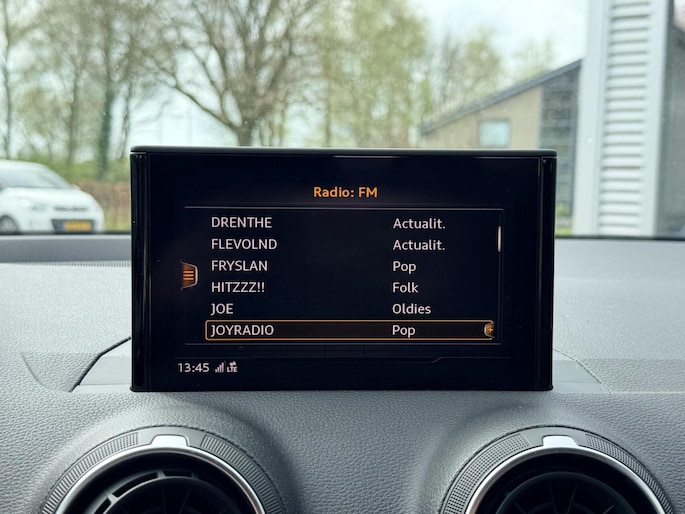 Radio: FM
DRENTHE Actualit.
FLEVOLND Actualit.
FRYSLAN Pop
HITZZZ!! Folk
JOE Oldies
JOYRADIO Pop
13:45 LTE